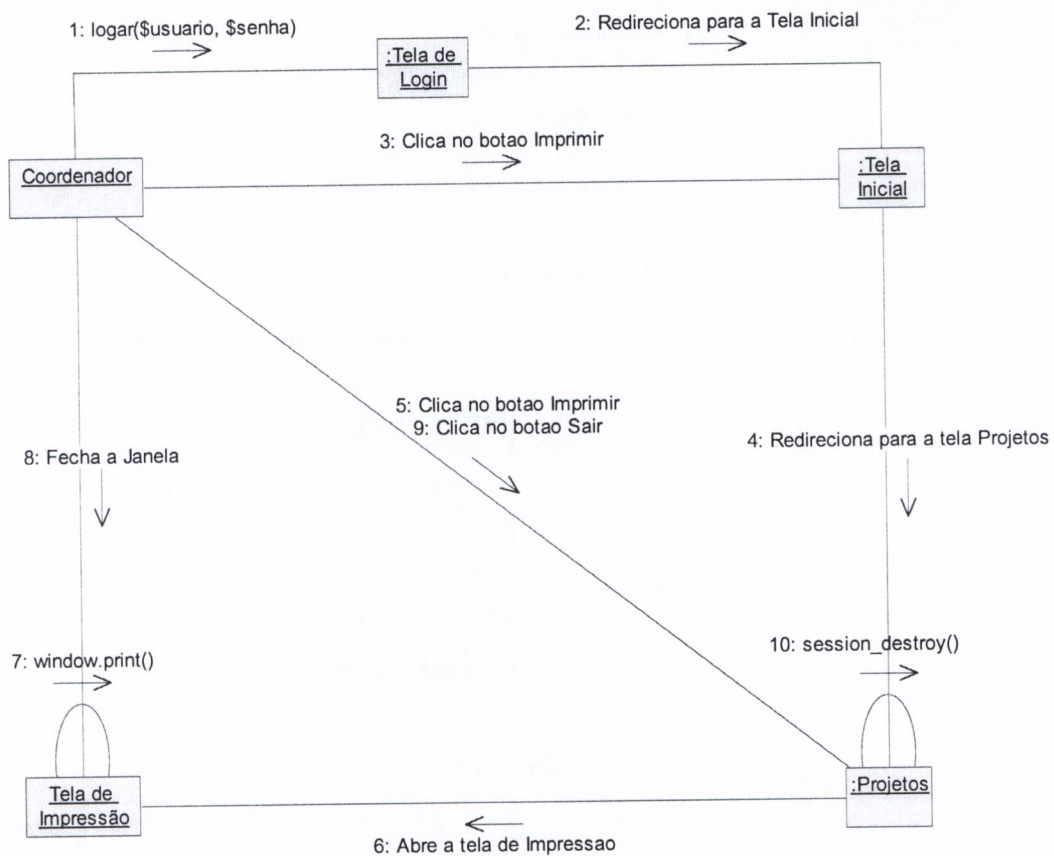 1: logar($usuario, $senha)
2: Redireciona para a Tela Inicial
:Tela de
Login
3: Clica no botao Imprimir
Coordenador
:Tela
Inicial
5: Clica no botao Imprimir
9: Clica no botao Sair
4: Redireciona para a tela Projetos
8: Fecha a Janela
7: window.print()
10: session_destroy()
Tela de
Impressão
:Projetos
6: Abre a tela de Impressao